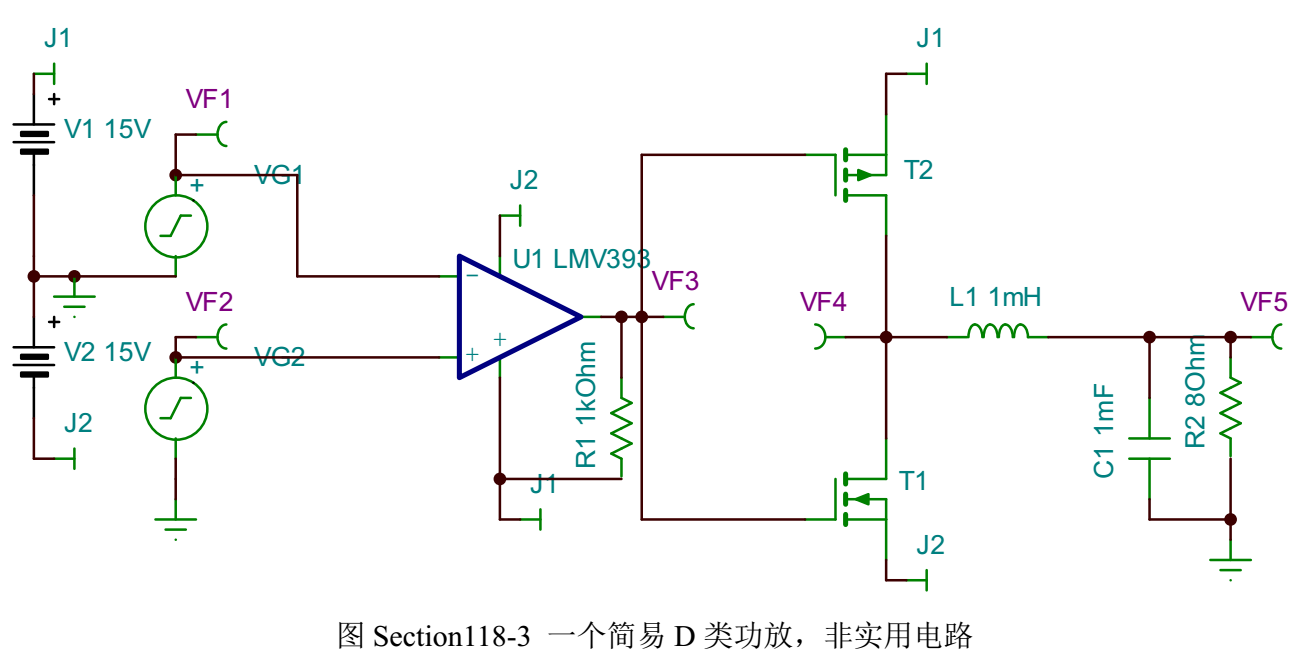 J1
V1 15V
VF1
VG1
VF2
V2 15V
VG2
J2
J2
U1 LMV393
VF3
R1 1kOhm
J1
J1
T2
VF4
L1 1mH
VF5
C1 1mF
R2 8Ohm
T1
J2
图 Section118-3 一个简易 D 类功放，非实用电路